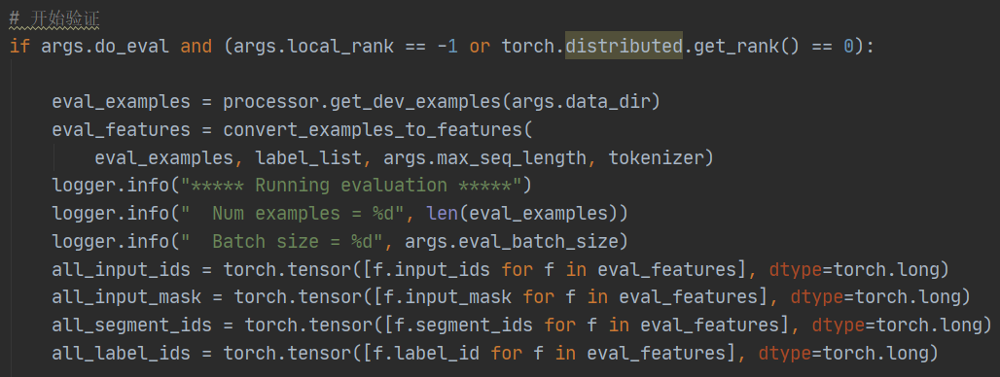 # 开始验证
if args.do_eval and (args.local_rank == -1 or torch.distributed.get_rank() == 0):
eval_examples = processor.get_dev_examples(args.data_dir)
eval_features = convert_examples_to_features(
eval_examples, label_list, args.max_seq_length, tokenizer)
logger.info("***** Running evaluation *****")
logger.info("  Num examples = %d", len(eval_examples))
logger.info("  Batch size = %d", args.eval_batch_size)
all_input_ids = torch.tensor([f.input_ids for f in eval_features], dtype=torch.long)
all_input_mask = torch.tensor([f.input_mask for f in eval_features], dtype=torch.long)
all_segment_ids = torch.tensor([f.segment_ids for f in eval_features], dtype=torch.long)
all_label_ids = torch.tensor([f.label_id for f in eval_features], dtype=torch.long)